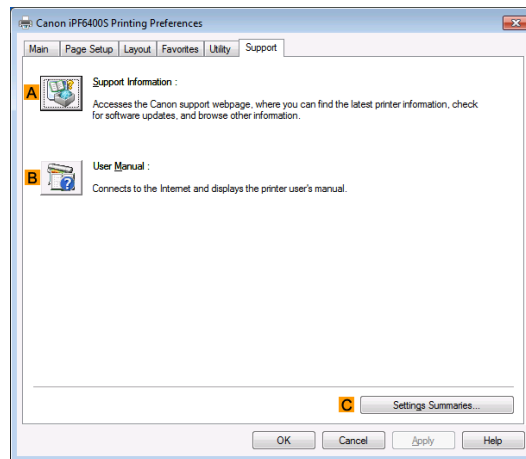 Canon iPF6400S Printing Preferences
Main Page Setup Layout Favorites Utility Support
A
Support Information :
Accesses the Canon support webpage, where you can find the latest printer information, check
for software updates, and browse other information.
B
User Manual :
Connects to the Internet and displays the printer user's manual.
C Settings Summaries...
OK Cancel Apply Help